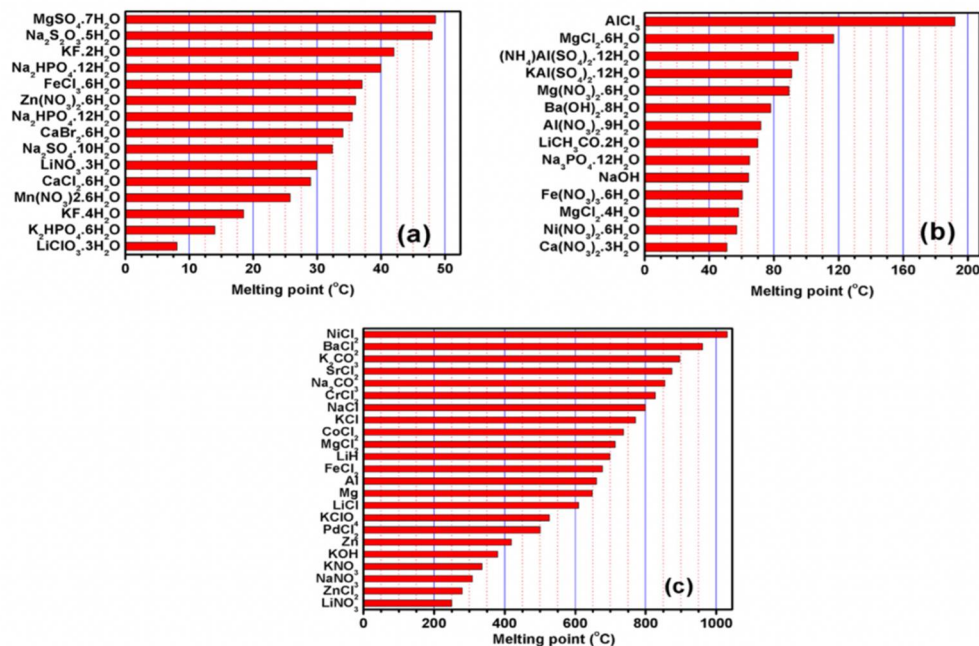 MgSO₄.7H₂O
Na₂S₂O₃.5H₂O
KF.2H₂O
Na₂HPO₄.12H₂O
FeCl₃.6H₂O
Zn(NO₃)₂.6H₂O
Na₂HPO₄.12H₂O
CaBr₂.6H₂O
Na₂SO₄.10H₂O
LiNO₃.3H₂O
CaCl₂.6H₂O
Mn(NO₃)2.6H₂O
KF.4H₂O
K₂HPO₄.6H₂O
LiClO₃.3H₂O
(a)
0 10 20 30 40 50
Melting point (°C)
AlCl₃
MgCl₂.6H₂O
(NH₄)Al(SO₄)₂.12H₂O
KAl(SO₄)₂.12H₂O
Mg(NO₃)₂.6H₂O
Ba(OH)₂.8H₂O
Al(NO₃)₂.9H₂O
LiCH₃CO.2H₂O
Na₃PO₄.12H₂O
NaOH
Fe(NO₃)₃.6H₂O
MgCl₂.4H₂O
Ni(NO₃)₂.6H₂O
Ca(NO₃)₂.3H₂O
(b)
0 40 80 120 160 200
Melting point (°C)
NiCl₂
BaCl₂
K₂CO₃
SrCl₂
Na₂CO₃
CrCl₂
NaCl
KCl
CoCl₂
MgCl₂
LiH
FeCl₂
Al
Mg
LiCl
KClO₄
PdCl₂
Zn
KOH
KNO₃
NaNO₃
ZnCl₂
LiNO₃
(c)
0 200 400 600 800 1000
Melting point (°C)